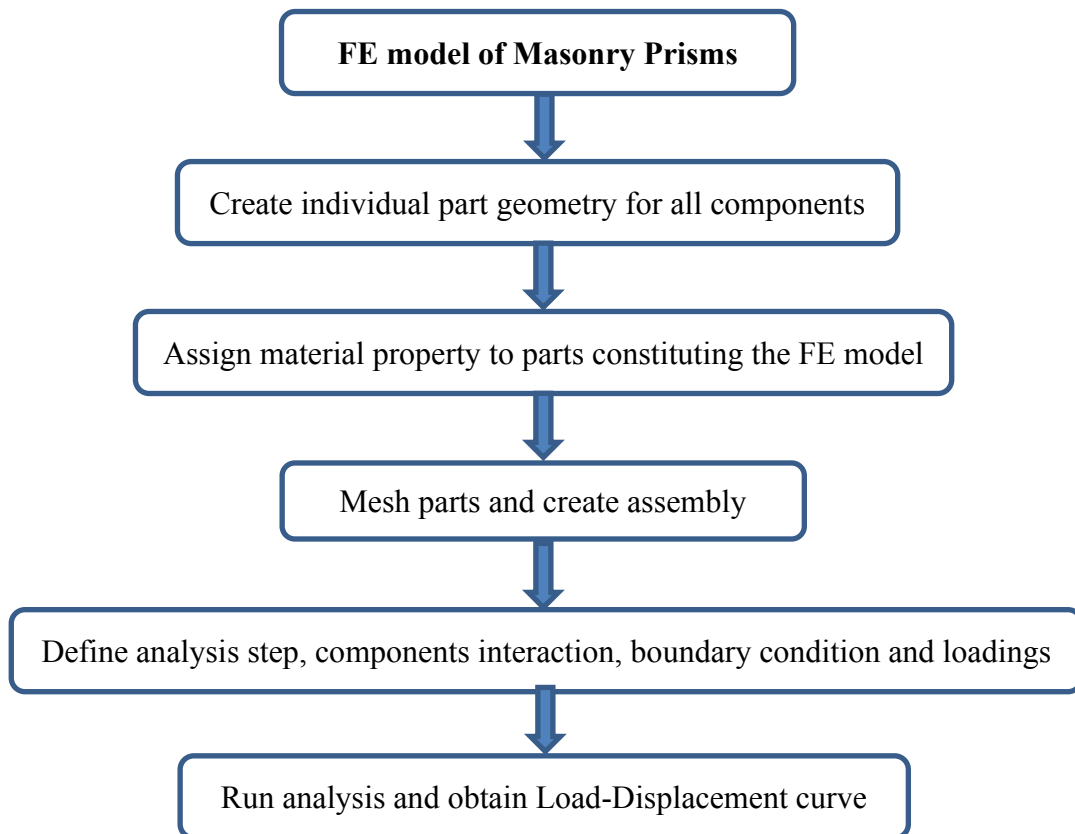 FE model of Masonry Prisms
Create individual part geometry for all components
Assign material property to parts constituting the FE model
Mesh parts and create assembly
Define analysis step, components interaction, boundary condition and loadings
Run analysis and obtain Load-Displacement curve